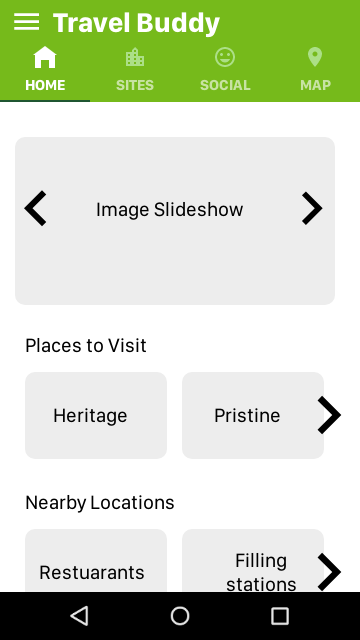 Travel Buddy
HOME SITES SOCIAL MAP
Image Slideshow
Places to Visit
Heritage Pristine
Nearby Locations
Restuarants Filling
stations